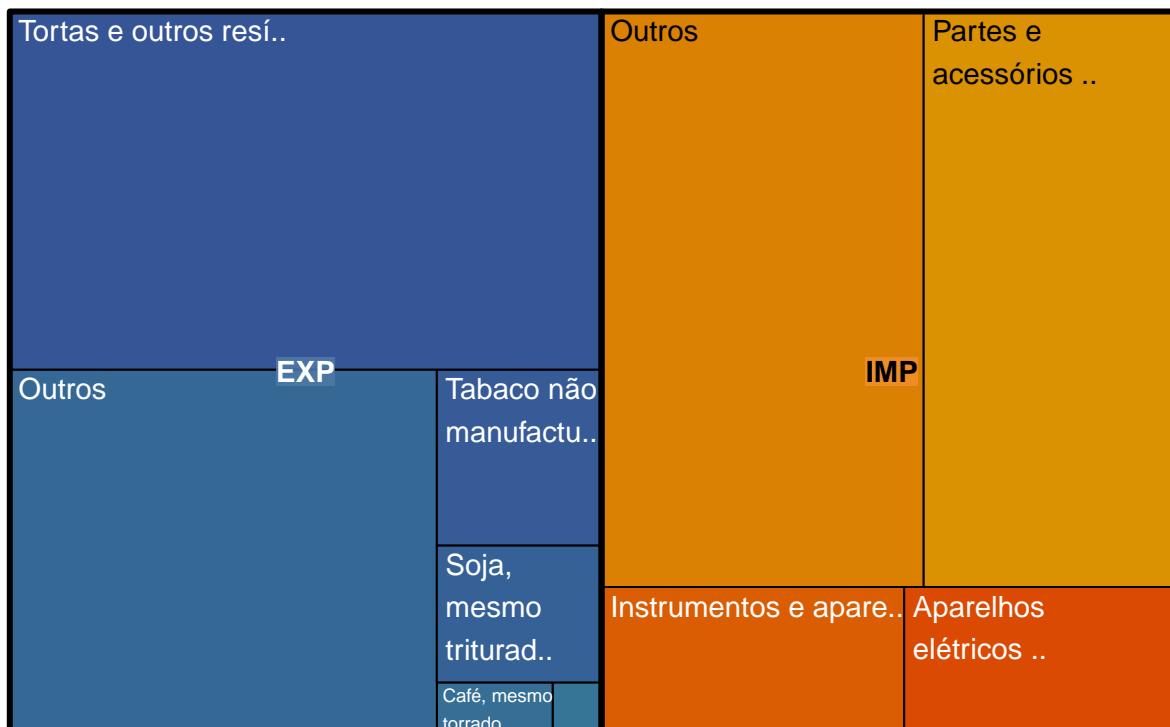 Tortas e outros resí..
EXP
Outros
Tabaco não
manufactu..
Soja,
mesmo
triturad..
Café, mesmo
torrado
Outros
Partes e
acessórios ..
IMP
Instrumentos e apare..
Aparelhos
elétricos ..